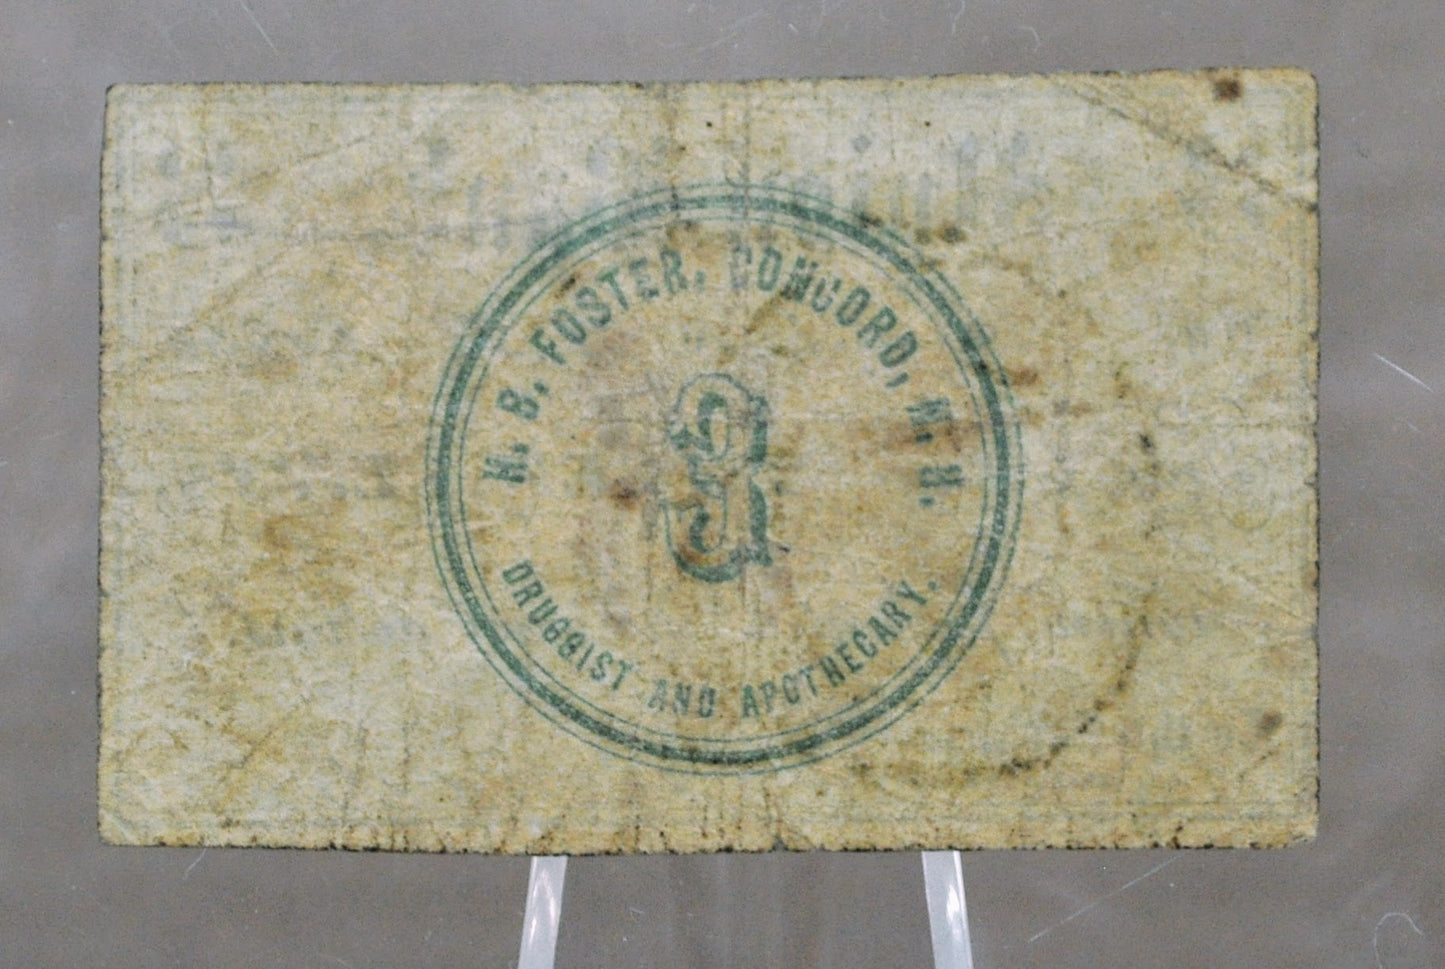 H. B. FOSTER, CONCORD, N. H.
3
DRUGGIST AND APOTHECARY.